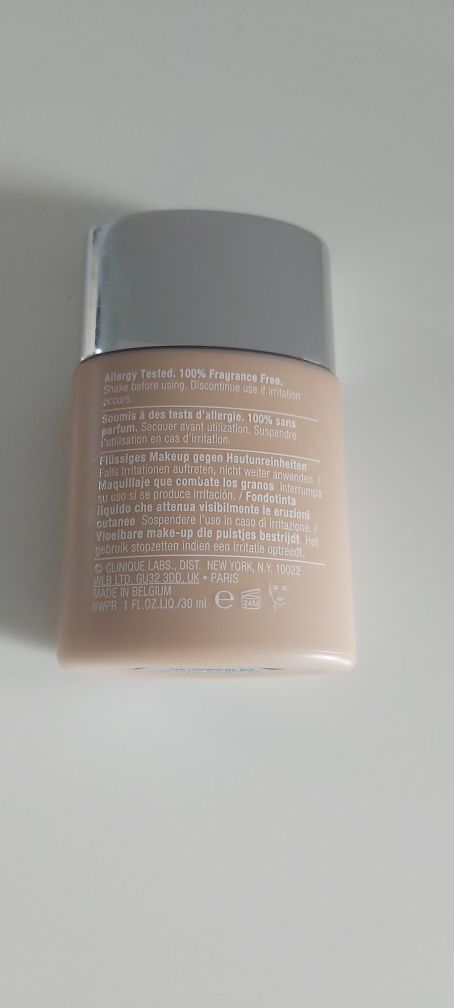 Allergy Tested. 100% Fragrance Free.
Shake before using. Discontinue use if irritation
occurs.
Soumis à des tests d'allergie. 100% sans
parfum. Secouer avant utilization. Suspendre
l'utilisation en cas d'irritation.
Flüssiges Makeup gegen Hautunreinheiten
Falls Irritationen auftreten, nicht weiter anwenden. /
Maquillaje que combate los granos Interrumpa
su uso si se produce irritación. / Fondotinta
liquido che attenua visibilmente le eruzioni
cutanee Sospendere l'uso in caso di irritazione. /
Vloeibare make-up die puistjes bestrijdt Het
gebruik stopzetten indien een irritatie optreedt.
© CLINIQUE LABS., DIST. NEW YORK, N.Y. 10022
WLB LTD. GU32 3DD. UK • PARIS
MADE IN BELGIUM
6WPR 1 FL.OZ.LIQ./30 ml e 24M